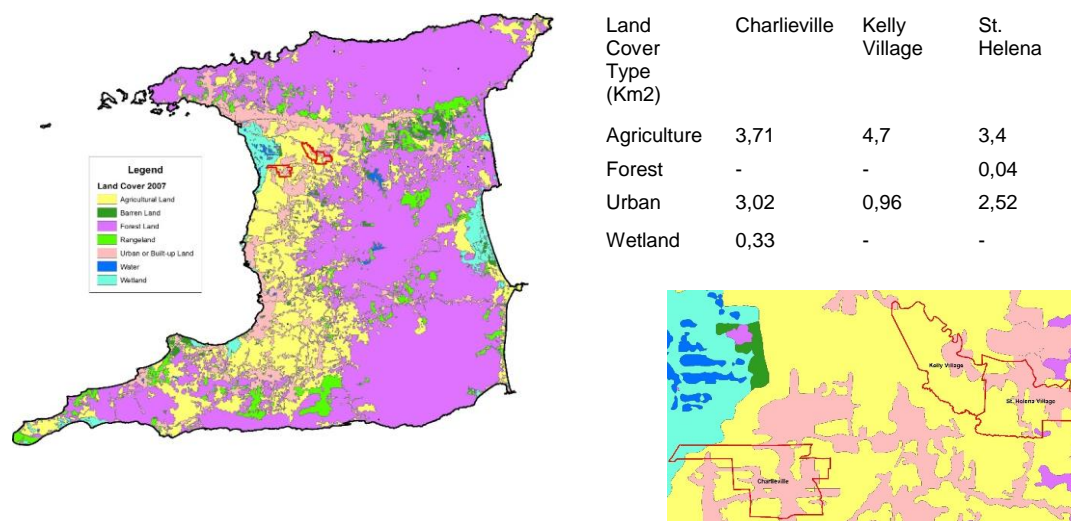 Legend
Land Cover 2007
Agricultural Land
Barren Land
Forest Land
Rangeland
Urban or Built-up Land
Water
Wetland
Land Cover Type (Km2) Charlieville Kelly Village St. Helena
Agriculture 3,71 4,7 3,4
Forest - - 0,04
Urban 3,02 0,96 2,52
Wetland 0,33 - -
Kelly Village
St. Helena Village
Charlieville